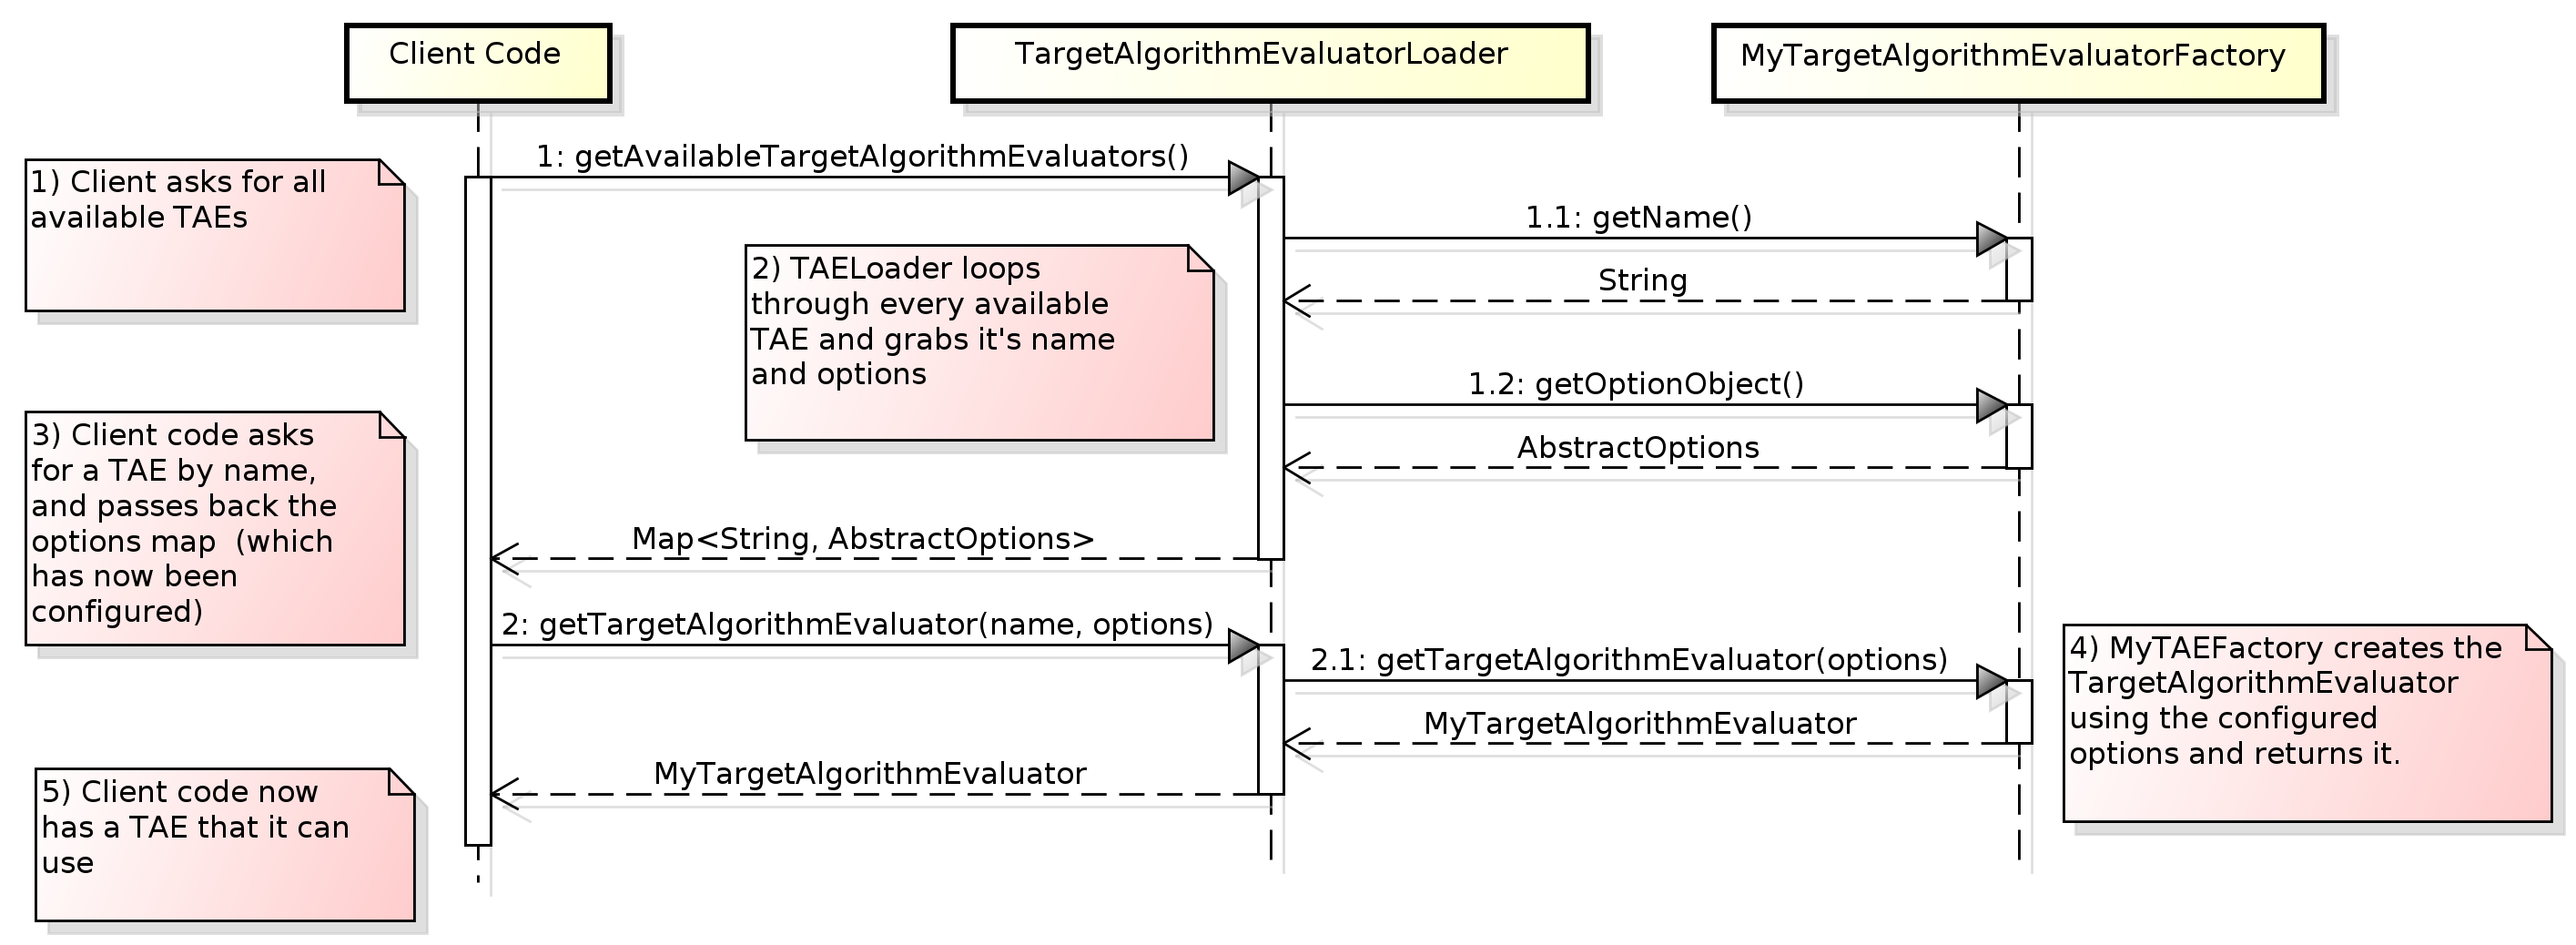 Client Code
TargetAlgorithmEvaluatorLoader
MyTargetAlgorithmEvaluatorFactory
1: getAvailableTargetAlgorithmEvaluators()
1) Client asks for all
available TAEs
1.1: getName()
2) TAELoader loops
through every available
TAE and grabs it's name
and options
String
1.2: getOptionObject()
AbstractOptions
3) Client code asks
for a TAE by name,
and passes back the
options map  (which
has now been
configured)
Map<String, AbstractOptions>
2: getTargetAlgorithmEvaluator(name, options)
2.1: getTargetAlgorithmEvaluator(options)
4) MyTAEFactory creates the
TargetAlgorithmEvaluator
using the configured
options and returns it.
MyTargetAlgorithmEvaluator
MyTargetAlgorithmEvaluator
5) Client code now
has a TAE that it can
use